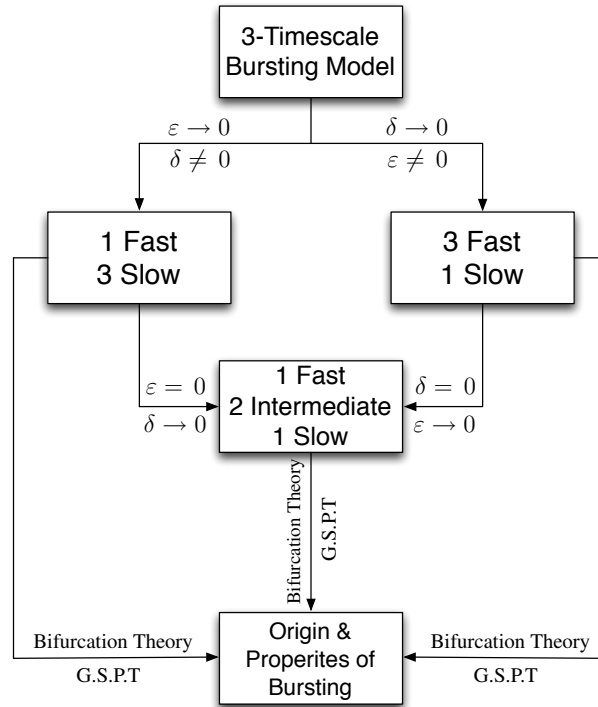 3-Timescale
Bursting Model
ε → 0
δ ≠ 0
δ → 0
ε ≠ 0
1 Fast
3 Slow
3 Fast
1 Slow
ε = 0
δ → 0
1 Fast
2 Intermediate
1 Slow
δ = 0
ε → 0
Bifurcation Theory
G.S.P.T
Bifurcation Theory
G.S.P.T
Origin &
Properites of
Bursting
Bifurcation Theory
G.S.P.T